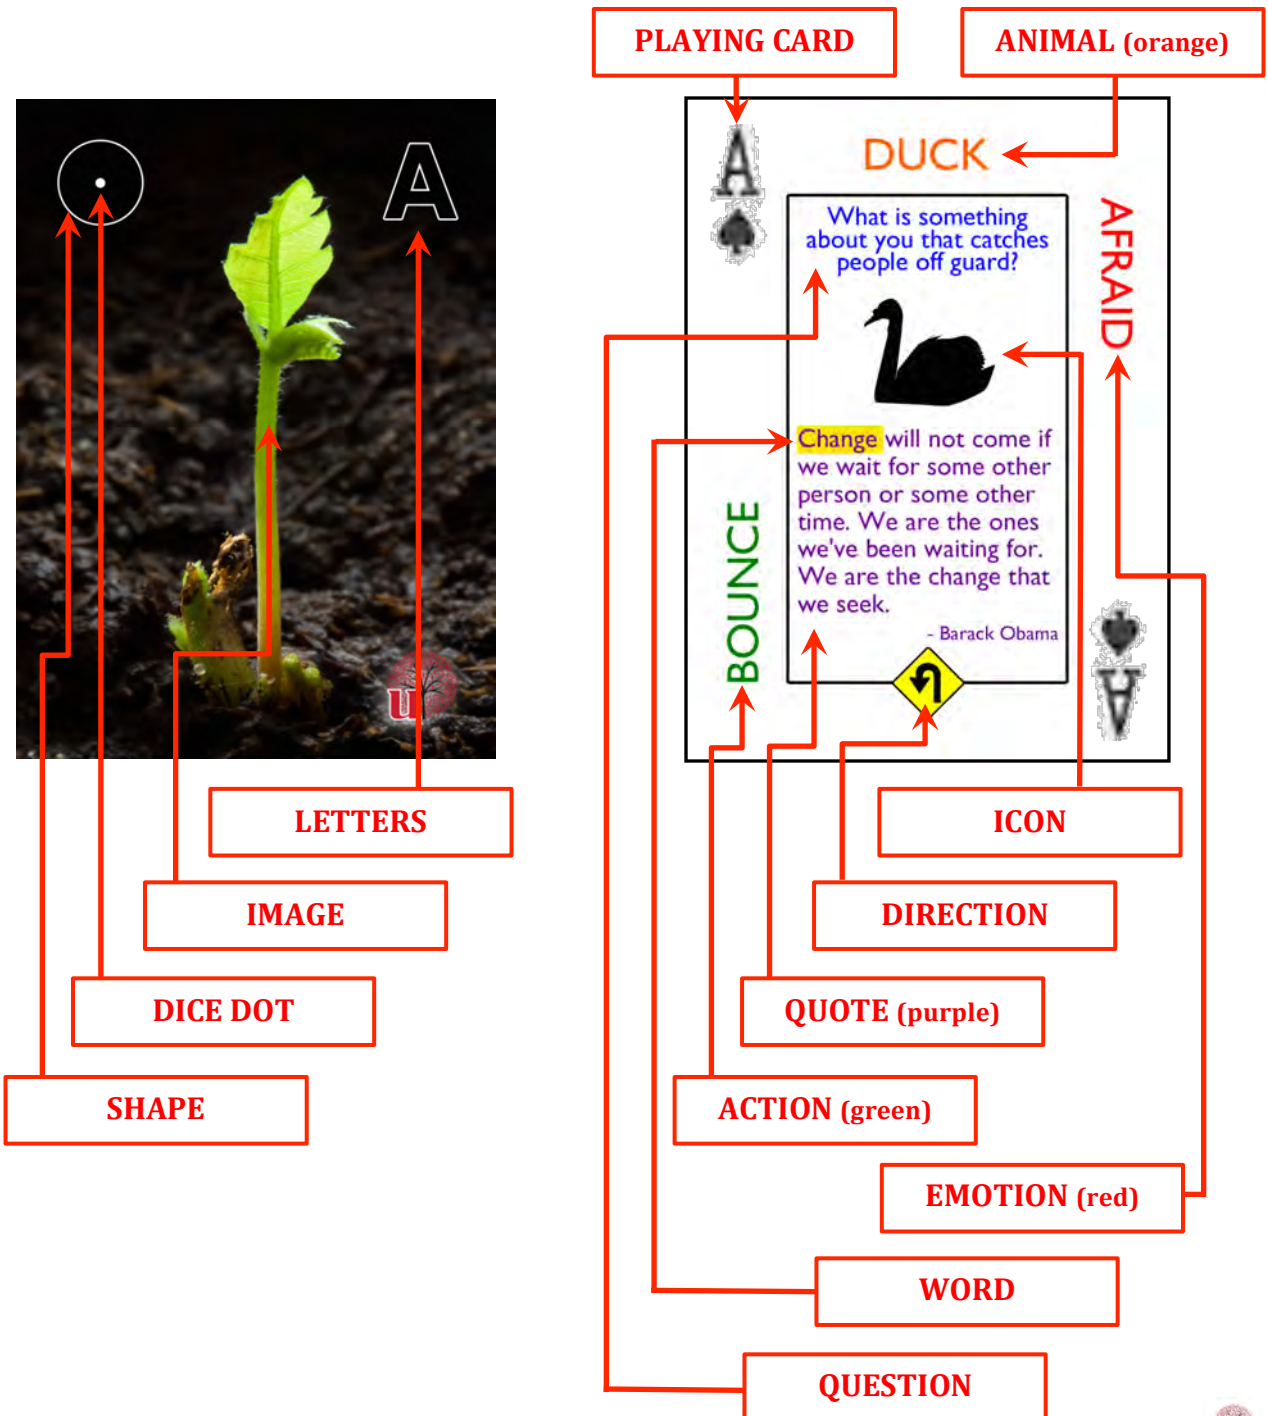 PLAYING CARD
ANIMAL (orange)
A
A
DUCK
What is something
about you that catches
people off guard?
AFRAID
Change will not come if
we wait for some other
person or some other
time. We are the ones
we've been waiting for.
We are the change that
we seek.
- Barack Obama
BOUNCE
A
u
LETTERS
ICON
IMAGE
DIRECTION
DICE DOT
QUOTE (purple)
SHAPE
ACTION (green)
EMOTION (red)
WORD
QUESTION